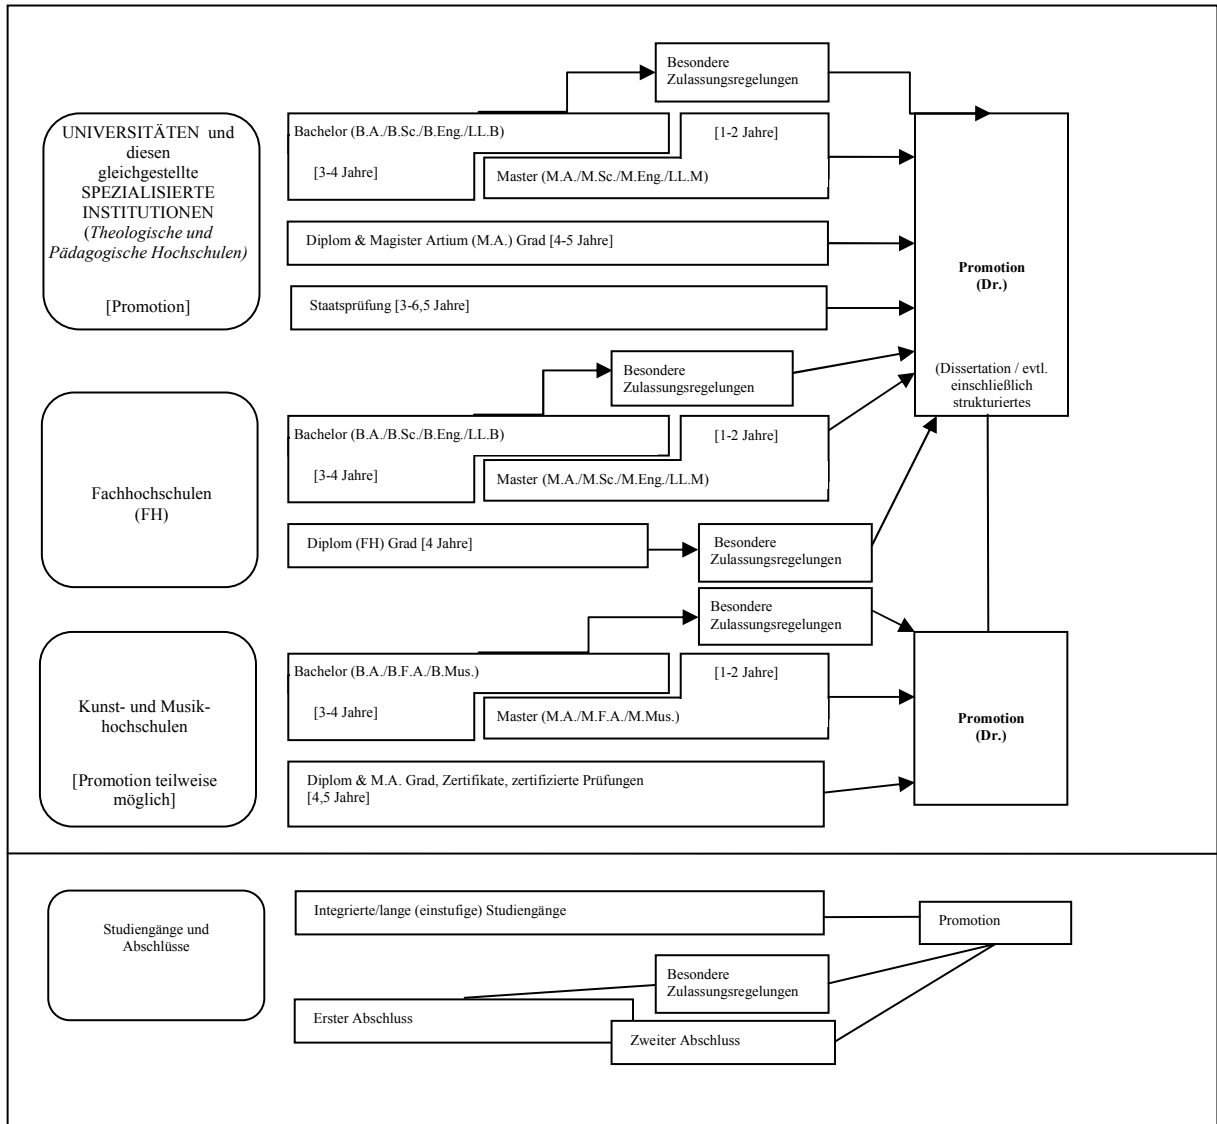 Besondere
Zulassungsregelungen
UNIVERSITÄTEN und
diesen
gleichgestellte
SPEZIALISIERTE
INSTITUTIONEN
(Theologische und
Pädagogische Hochschulen)
[Promotion]
Bachelor (B.A./B.Sc./B.Eng./LL.B)
[3-4 Jahre]
[1-2 Jahre]
Master (M.A./M.Sc./M.Eng./LL.M)
Diplom & Magister Artium (M.A.) Grad [4-5 Jahre]
Staatsprüfung [3-6,5 Jahre]
Promotion
(Dr.)
(Dissertation / evtl.
einschließlich
strukturiertes
Besondere
Zulassungsregelungen
Fachhochschulen
(FH)
Bachelor (B.A./B.Sc./B.Eng./LL.B)
[3-4 Jahre]
[1-2 Jahre]
Master (M.A./M.Sc./M.Eng./LL.M)
Diplom (FH) Grad [4 Jahre]
Besondere
Zulassungsregelungen
Besondere
Zulassungsregelungen
Kunst- und Musik-
hochschulen
[Promotion teilweise
möglich]
Bachelor (B.A./B.F.A./B.Mus.)
[3-4 Jahre]
[1-2 Jahre]
Master (M.A./M.F.A./M.Mus.)
Diplom & M.A. Grad, Zertifikate, zertifizierte Prüfungen
[4,5 Jahre]
Promotion
(Dr.)
Studiengänge und
Abschlüsse
Integrierte/lange (einstufige) Studiengänge
Promotion
Besondere
Zulassungsregelungen
Erster Abschluss
Zweiter Abschluss